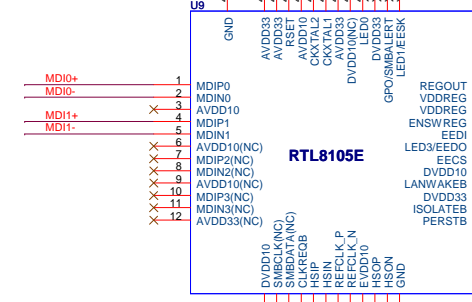 U9
GND
AVDD33
AVDD33
RSET
AVDD10
CKXTAL2
CKXTAL1
AVDD33
DVDD10(NC)
LED0
DVDD33
GPO/SMBALERT
LED1/EESK
MDI0+
MDI0-
MDI1+
MDI1-
1
2
3
4
5
6
7
8
9
10
11
12
MDIP0
MDIN0
AVDD10
MDIP1
MDIN1
AVDD10(NC)
MDIP2(NC)
MDIN2(NC)
AVDD10(NC)
MDIP3(NC)
MDIN3(NC)
AVDD33(NC)
RTL8105E
REGOUT
VDDREG
VDDREG
ENSWREG
EEDI
LED3/EEDO
EECS
DVDD10
LANWAKEB
DVDD33
ISOLATEB
PERSTB
DVDD10
SMBCLK(NC)
SMBDATA(NC)
CLKREQB
HSIP
HSIN
REFCLK_P
REFCLK_N
EVDD10
HSOP
HSON
GND